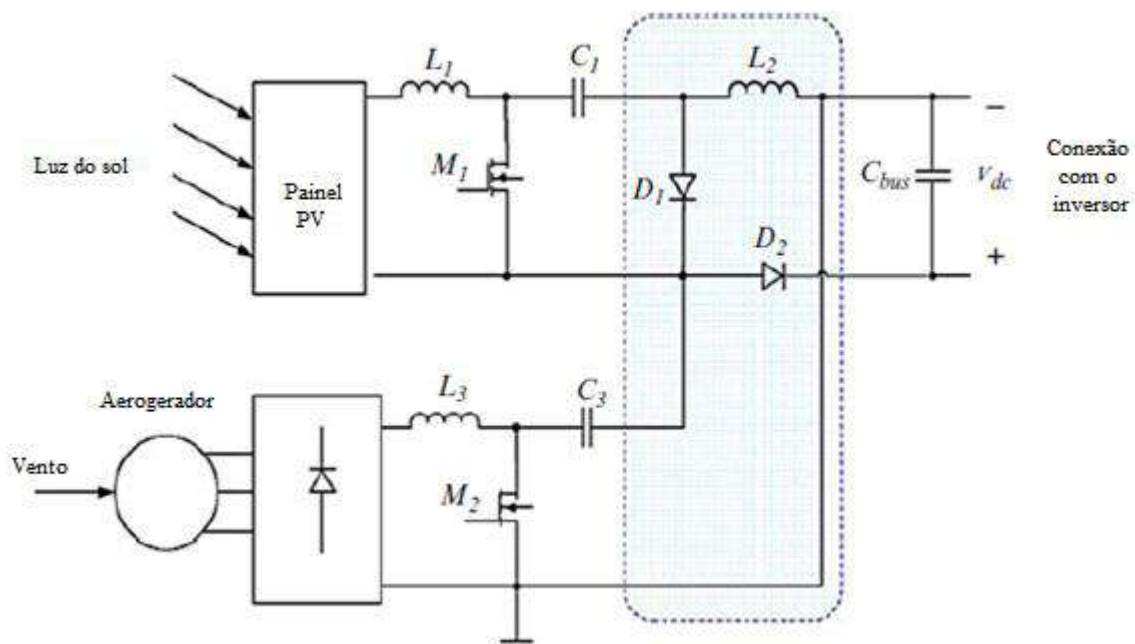 L1
C1
L2
Luz do sol
Painel
PV
M1
D1
Cbus
−
vdc
+
Conexão
com o
inversor
D2
Aerogerador
L3
C3
Vento
M2